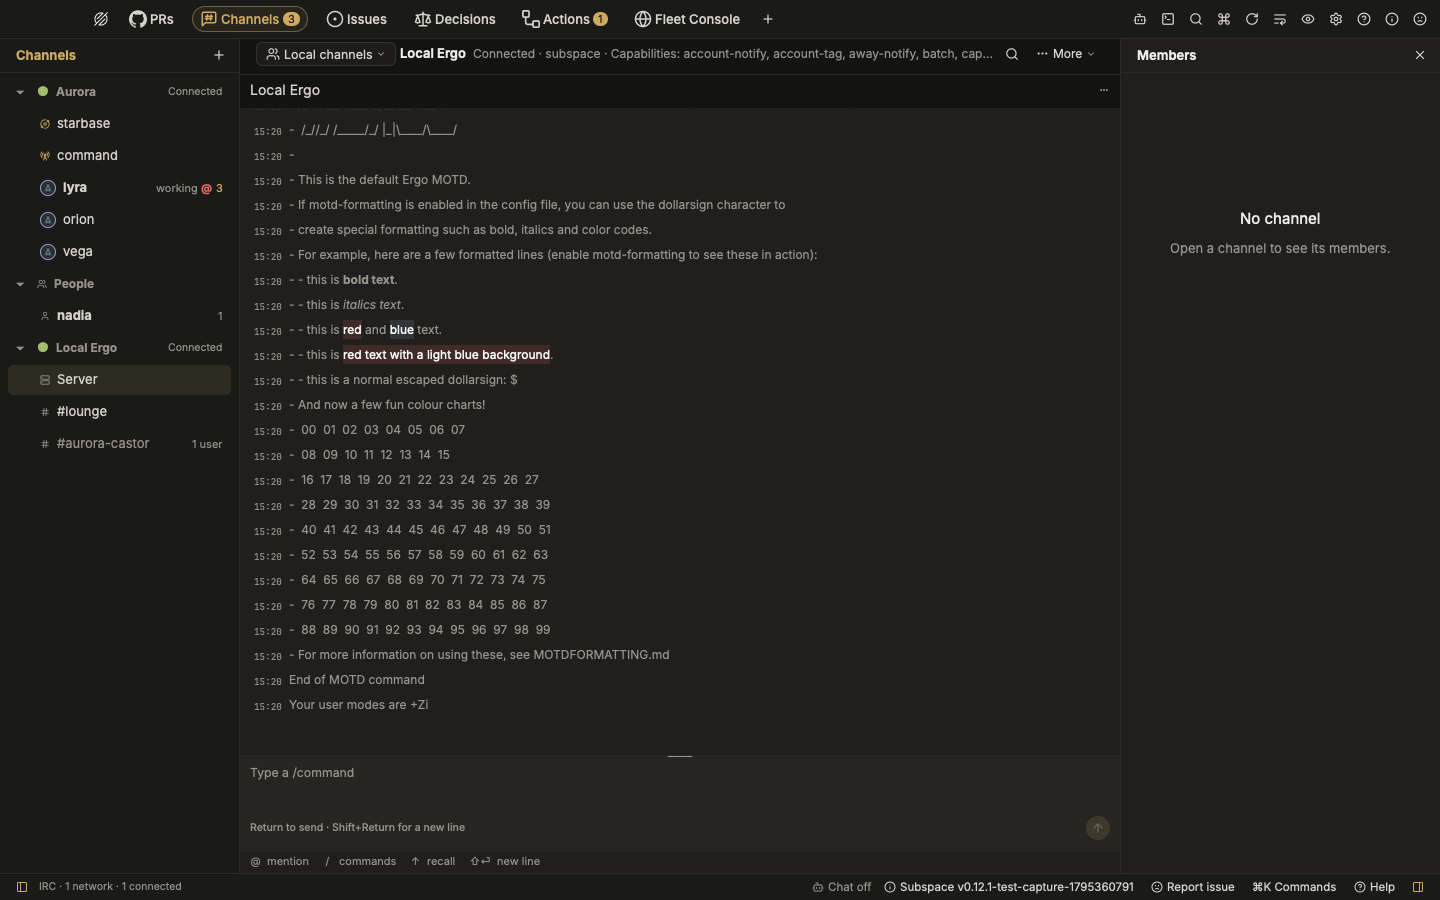 PRs Channels 3 Issues Decisions Actions 1 Fleet Console
Channels
Aurora Connected
starbase
command
lyra working @ 3
orion
vega
People
nadia 1
Local Ergo Connected
Server
#lounge
#aurora-castor 1 user
Local channels Local Ergo Connected · subspace · Capabilities: account-notify, account-tag, away-notify, batch, cap... More
Local Ergo
15:20 - /_//_/ /_____/_/ |_|\____/\____/
15:20 -
15:20 - This is the default Ergo MOTD.
15:20 - If motd-formatting is enabled in the config file, you can use the dollarsign character to
15:20 - create special formatting such as bold, italics and color codes.
15:20 - For example, here are a few formatted lines (enable motd-formatting to see these in action):
15:20 - - this is bold text.
15:20 - - this is italics text.
15:20 - - this is red and blue text.
15:20 - - this is red text with a light blue background.
15:20 - - this is a normal escaped dollarsign: $
15:20 - And now a few fun colour charts!
15:20 - 00 01 02 03 04 05 06 07
15:20 - 08 09 10 11 12 13 14 15
15:20 - 16 17 18 19 20 21 22 23 24 25 26 27
15:20 - 28 29 30 31 32 33 34 35 36 37 38 39
15:20 - 40 41 42 43 44 45 46 47 48 49 50 51
15:20 - 52 53 54 55 56 57 58 59 60 61 62 63
15:20 - 64 65 66 67 68 69 70 71 72 73 74 75
15:20 - 76 77 78 79 80 81 82 83 84 85 86 87
15:20 - 88 89 90 91 92 93 94 95 96 97 98 99
15:20 - For more information on using these, see MOTDFORMATTING.md
15:20 End of MOTD command
15:20 Your user modes are +Zi
Type a /command
Return to send · Shift+Return for a new line
@ mention / commands ↑ recall ⇧⏎ new line
Members
No channel
Open a channel to see its members.
IRC · 1 network · 1 connected
Chat off Subspace v0.12.1-test-capture-1795360791 Report issue ⌘K Commands Help